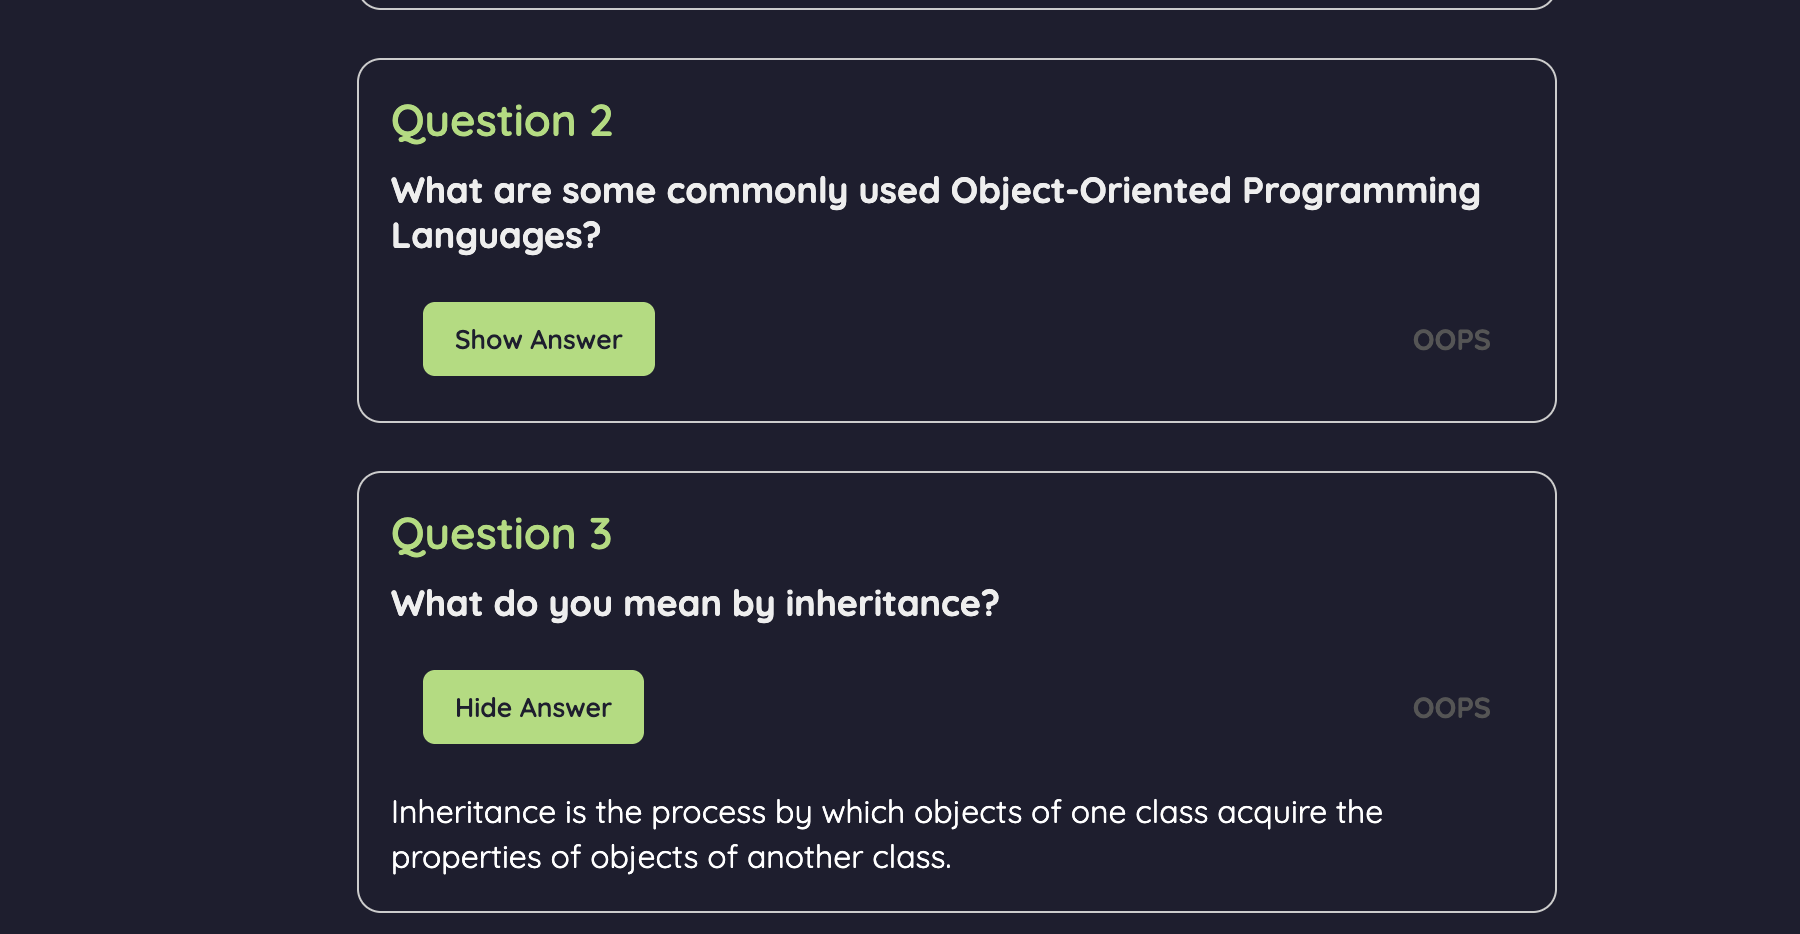 Question 2
What are some commonly used Object-Oriented Programming
Languages?
Show Answer
OOPS
Question 3
What do you mean by inheritance?
Hide Answer
OOPS
Inheritance is the process by which objects of one class acquire the
properties of objects of another class.